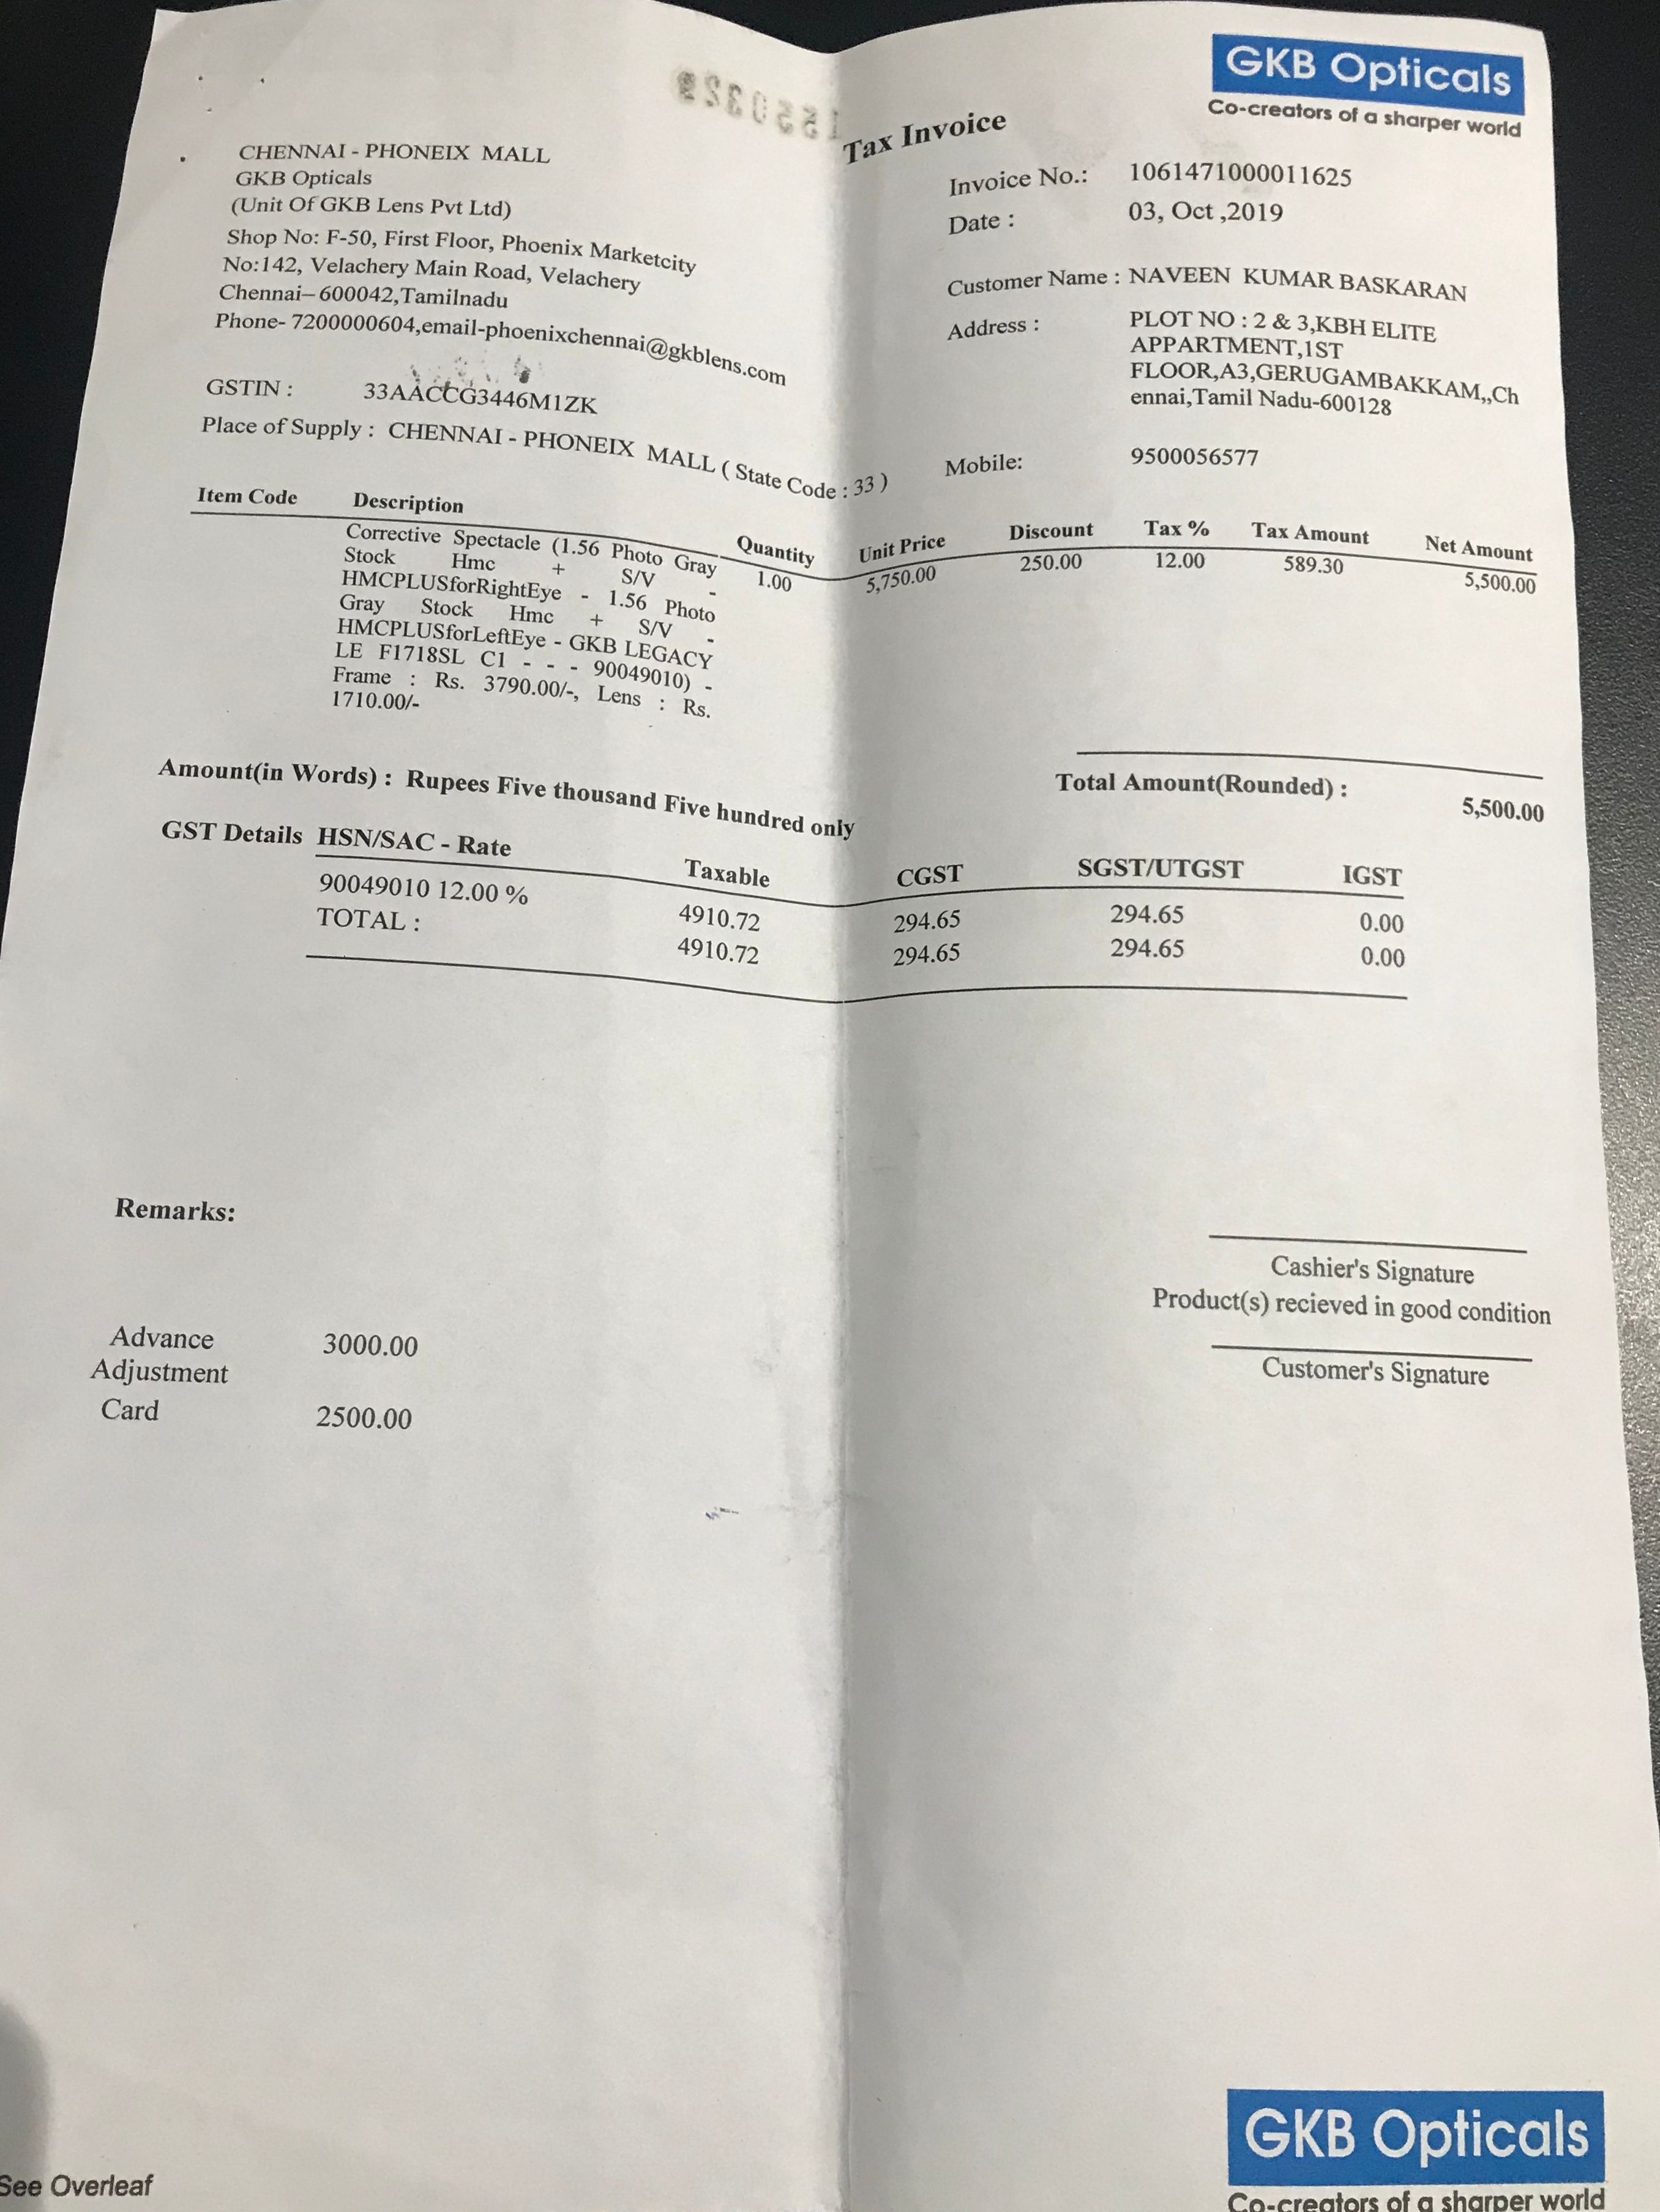 GKB Opticals
Co-creators of a sharper world
Tax Invoice
CHENNAI - PHONEIX MALL
GKB Opticals
(Unit Of GKB Lens Pvt Ltd)
Shop No: F-50, First Floor, Phoenix Marketcity
No:142, Velachery Main Road, Velachery
Chennai–600042,Tamilnadu
Phone- 7200000604,email-phoenixchennai@gkblens.com
GSTIN : 33AACCG3446M1ZK
Place of Supply : CHENNAI - PHONEIX MALL ( State Code : 33 )
Invoice No.: 1061471000011625
Date : 03, Oct ,2019
Customer Name : NAVEEN KUMAR BASKARAN
Address : PLOT NO : 2 & 3,KBH ELITE
APPARTMENT,1ST
FLOOR,A3,GERUGAMBAKKAM,,Ch
ennai,Tamil Nadu-600128
Mobile: 9500056577
Item Code Description Quantity Unit Price Discount Tax % Tax Amount Net Amount
Corrective Spectacle (1.56 Photo Gray 1.00 5,750.00 250.00 12.00 589.30 5,500.00
Stock Hmc + S/V -
HMCPLUSforRightEye - 1.56 Photo
Gray Stock Hmc + S/V -
HMCPLUSforLeftEye - GKB LEGACY
LE F1718SL C1 - - - 90049010) -
Frame : Rs. 3790.00/-, Lens : Rs.
1710.00/-
Total Amount(Rounded) : 5,500.00
Amount(in Words) : Rupees Five thousand Five hundred only
GST Details HSN/SAC - Rate Taxable CGST SGST/UTGST IGST
90049010 12.00 % 4910.72 294.65 294.65 0.00
TOTAL : 4910.72 294.65 294.65 0.00
Remarks:
Cashier's Signature
Product(s) recieved in good condition
Customer's Signature
Advance 3000.00
Adjustment
Card 2500.00
GKB Opticals
Co-creators of a sharper world
See Overleaf